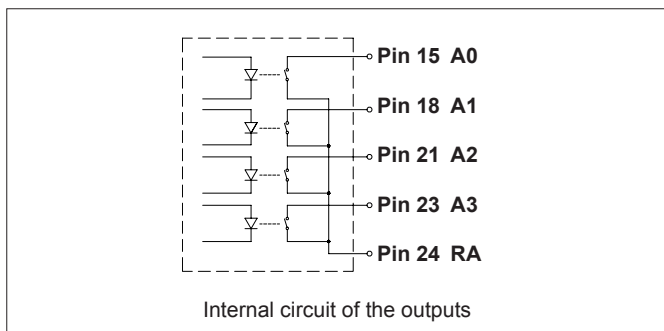 Pin 15 A0
Pin 18 A1
Pin 21 A2
Pin 23 A3
Pin 24 RA
Internal circuit of the outputs